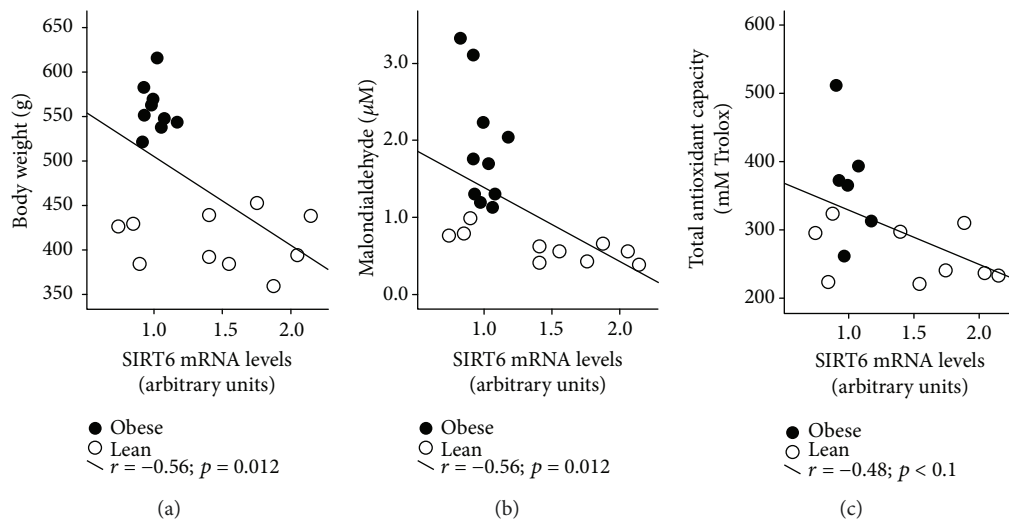 650
600
550
500
450
400
350
Body weight (g)
1.0
1.5
2.0
SIRT6 mRNA levels
(arbitrary units)
Obese
Lean
r = −0.56; p = 0.012
(a)
3.0
2.0
1.0
0.0
Malondialdehyde (μM)
1.0
1.5
2.0
SIRT6 mRNA levels
(arbitrary units)
Obese
Lean
r = −0.56; p = 0.012
(b)
600
400
300
200
Total antioxidant capacity
(mM Trolox)
1.0
1.5
2.0
SIRT6 mRNA levels
(arbitrary units)
Obese
Lean
r = −0.48; p < 0.1
(c)